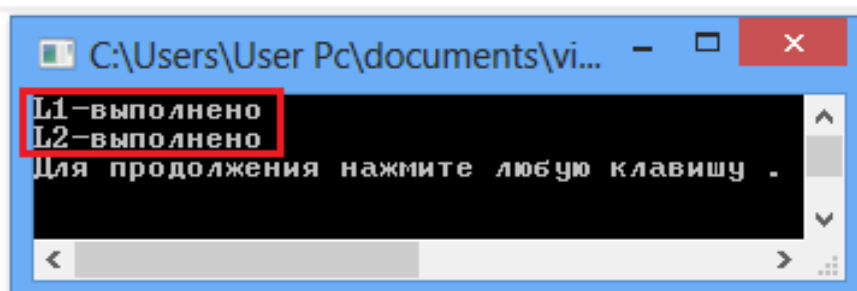 C:\Users\User Pc\documents\vi...
L1-выполнено
L2-выполнено
Для продолжения нажмите любую клавишу .